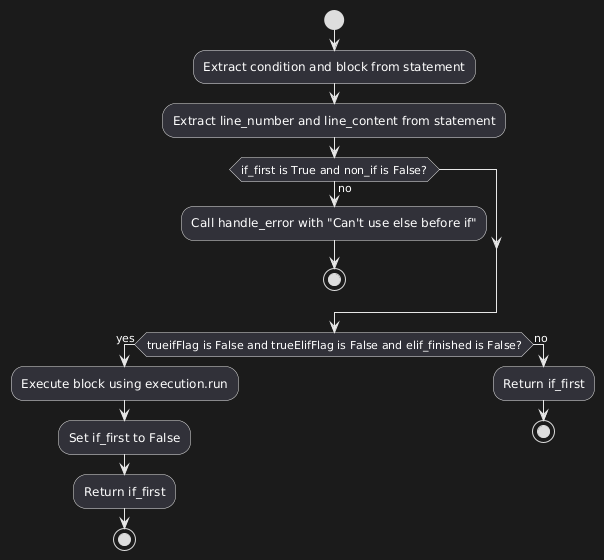 Extract condition and block from statement
Extract line_number and line_content from statement
if_first is True and non_if is False?
no
Call handle_error with "Can't use else before if"
yes
trueifFlag is False and trueElifFlag is False and elif_finished is False?
no
Execute block using execution.run
Return if_first
Set if_first to False
Return if_first